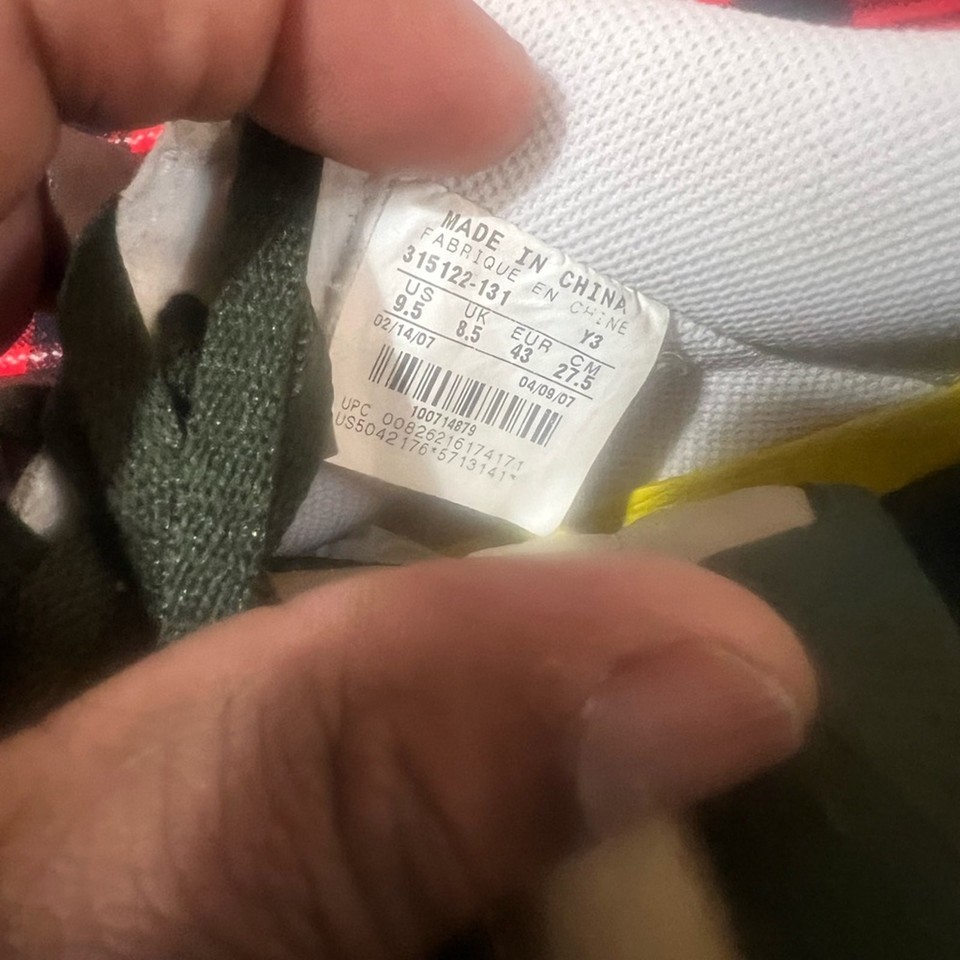 MADE IN CHINA
FABRIQUE EN CHINE
315122-131 Y3
US UK EUR CM
9.5 8.5 43 27.5
02/14/07 04/09/07
100714879
UPC 00826216174171
US5042176*5713141*